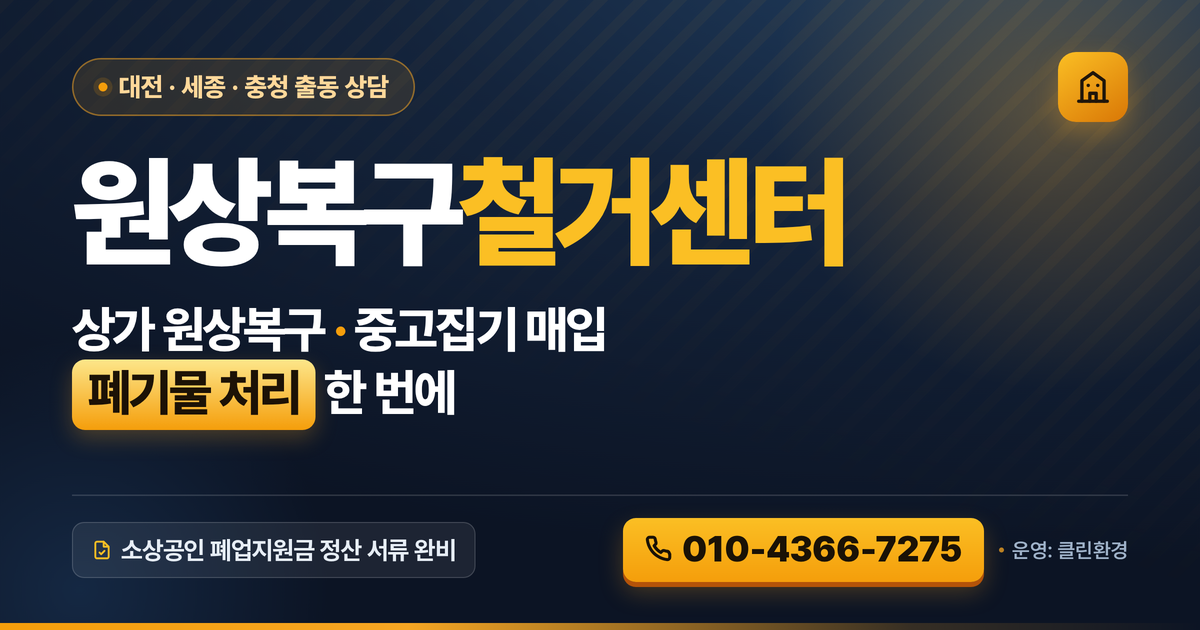 대전 · 세종 · 충청 출동 상담
원상복구철거센터
상가 원상복구 · 중고집기 매입
폐기물 처리 한 번에
소상공인 폐업지원금 정산 서류 완비
010-4366-7275 • 운영: 클린환경